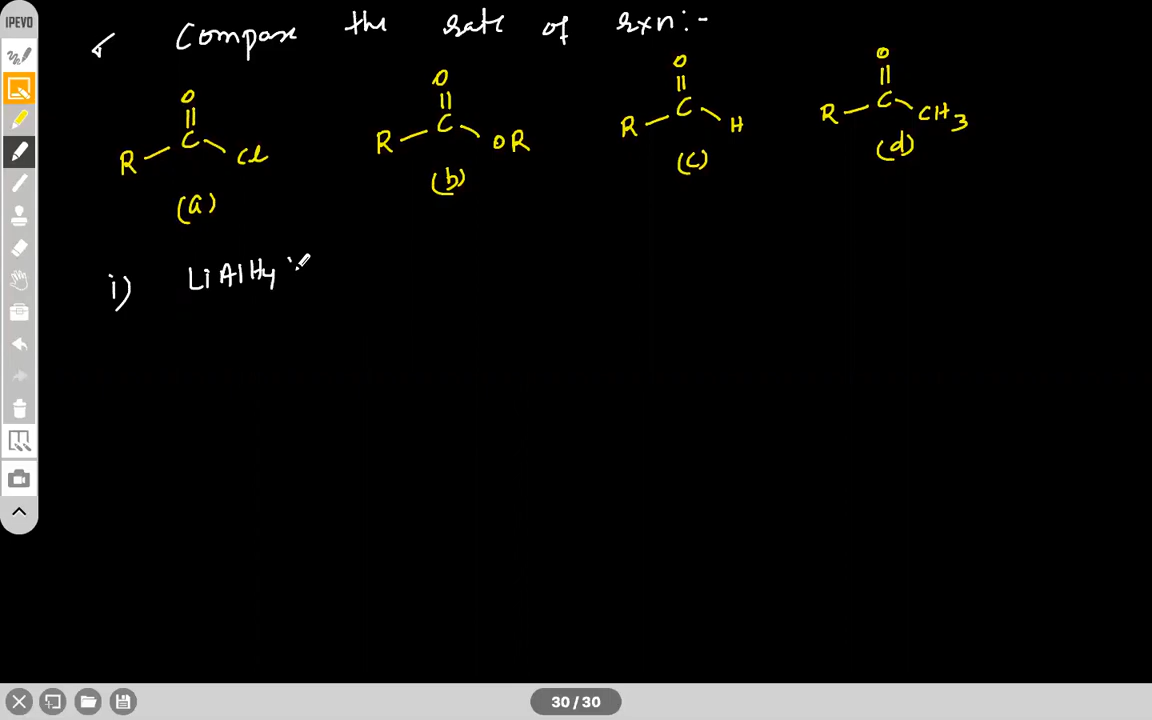 IPEVO
Compare the rate of rxn:-
O O O O
|| || || ||
R-C-Cl R-C-OR R-C-H R-C-CH3
(a) (b) (c) (d)
i) LiAlH4
30/30